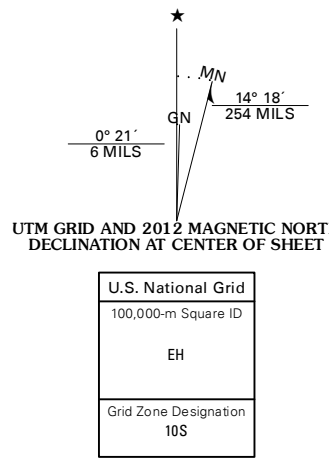 ★
MN
GN
14° 18´
254 MILS
0° 21´
6 MILS
UTM GRID AND 2012 MAGNETIC NORT
DECLINATION AT CENTER OF SHEET
U.S. National Grid
100,000-m Square ID
EH
Grid Zone Designation
10S